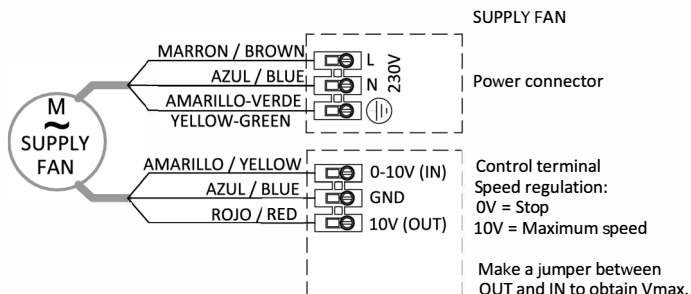 SUPPLY FAN
MARRON / BROWN
L
AZUL / BLUE
N
230V
Power connector
AMARILLO-VERDE
YELLOW-GREEN
M
~
SUPPLY
FAN
AMARILLO / YELLOW
0-10V (IN)
AZUL / BLUE
GND
ROJO / RED
10V (OUT)
Control terminal
Speed regulation:
0V = Stop
10V = Maximum speed
Make a jumper between
OUT and IN to obtain Vmax.